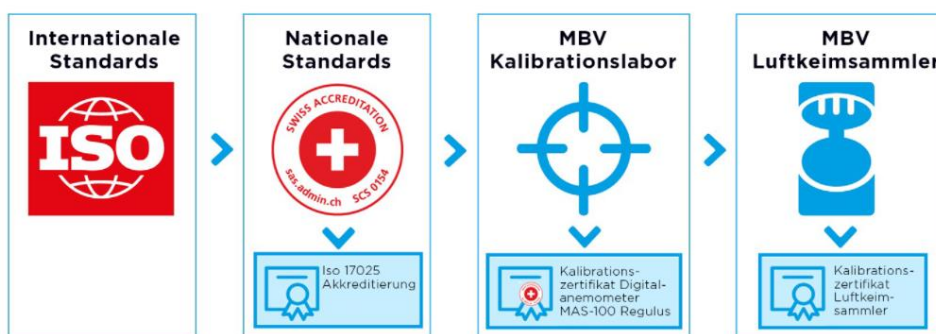 Internationale
Standards
ISO
Nationale
Standards
SWISS ACCREDITATION
sas.admin.ch SCS 0154
Iso 17025
Akkreditierung
MBV
Kalibrationslabor
Kalibrations-
zertifikat Digital-
anemometer
MAS-100 Regulus
MBV
Luftkeimsammler
Kalibrations-
zertifikat
Luftkeim-
sammler